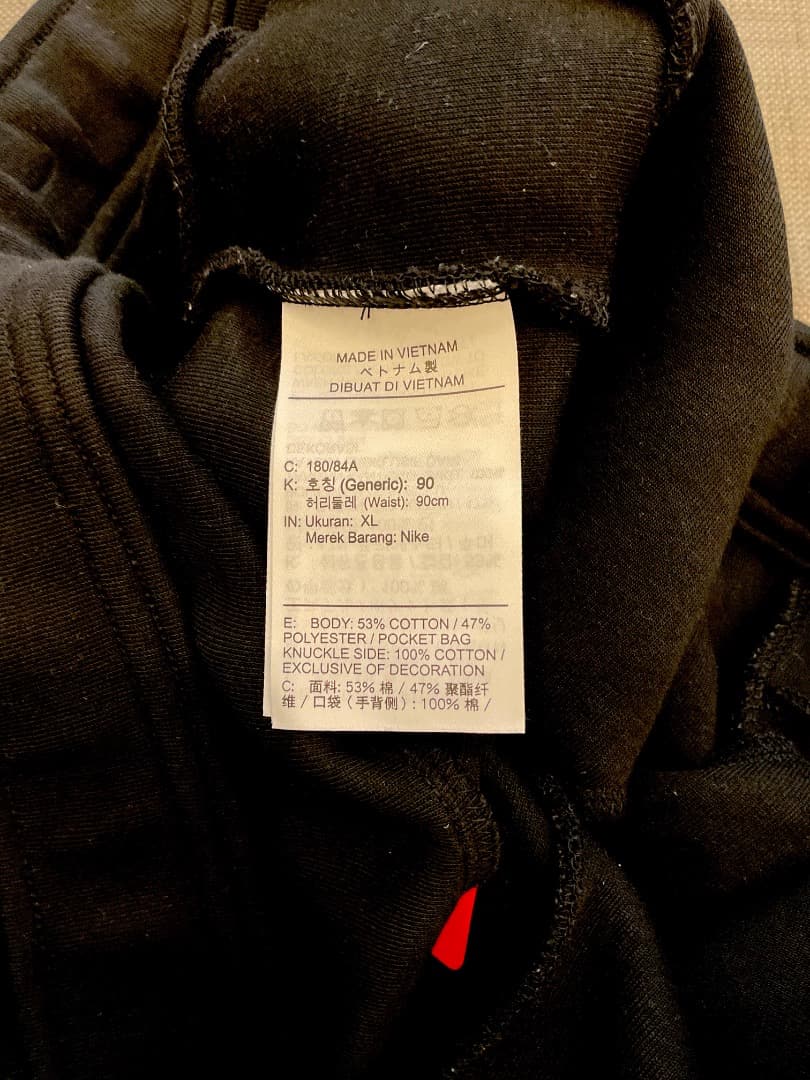 MADE IN VIETNAM
ベトナム製
DIBUAT DI VIETNAM
C: 180/84A
K: 호칭 (Generic): 90
허리둘레 (Waist): 90cm
IN: Ukuran: XL
Merek Barang: Nike
E: BODY: 53% COTTON / 47%
POLYESTER / POCKET BAG
KNUCKLE SIDE: 100% COTTON /
EXCLUSIVE OF DECORATION
C: 面料: 53% 棉 / 47% 聚酯纤
维 / 口袋（手背侧）: 100% 棉 /